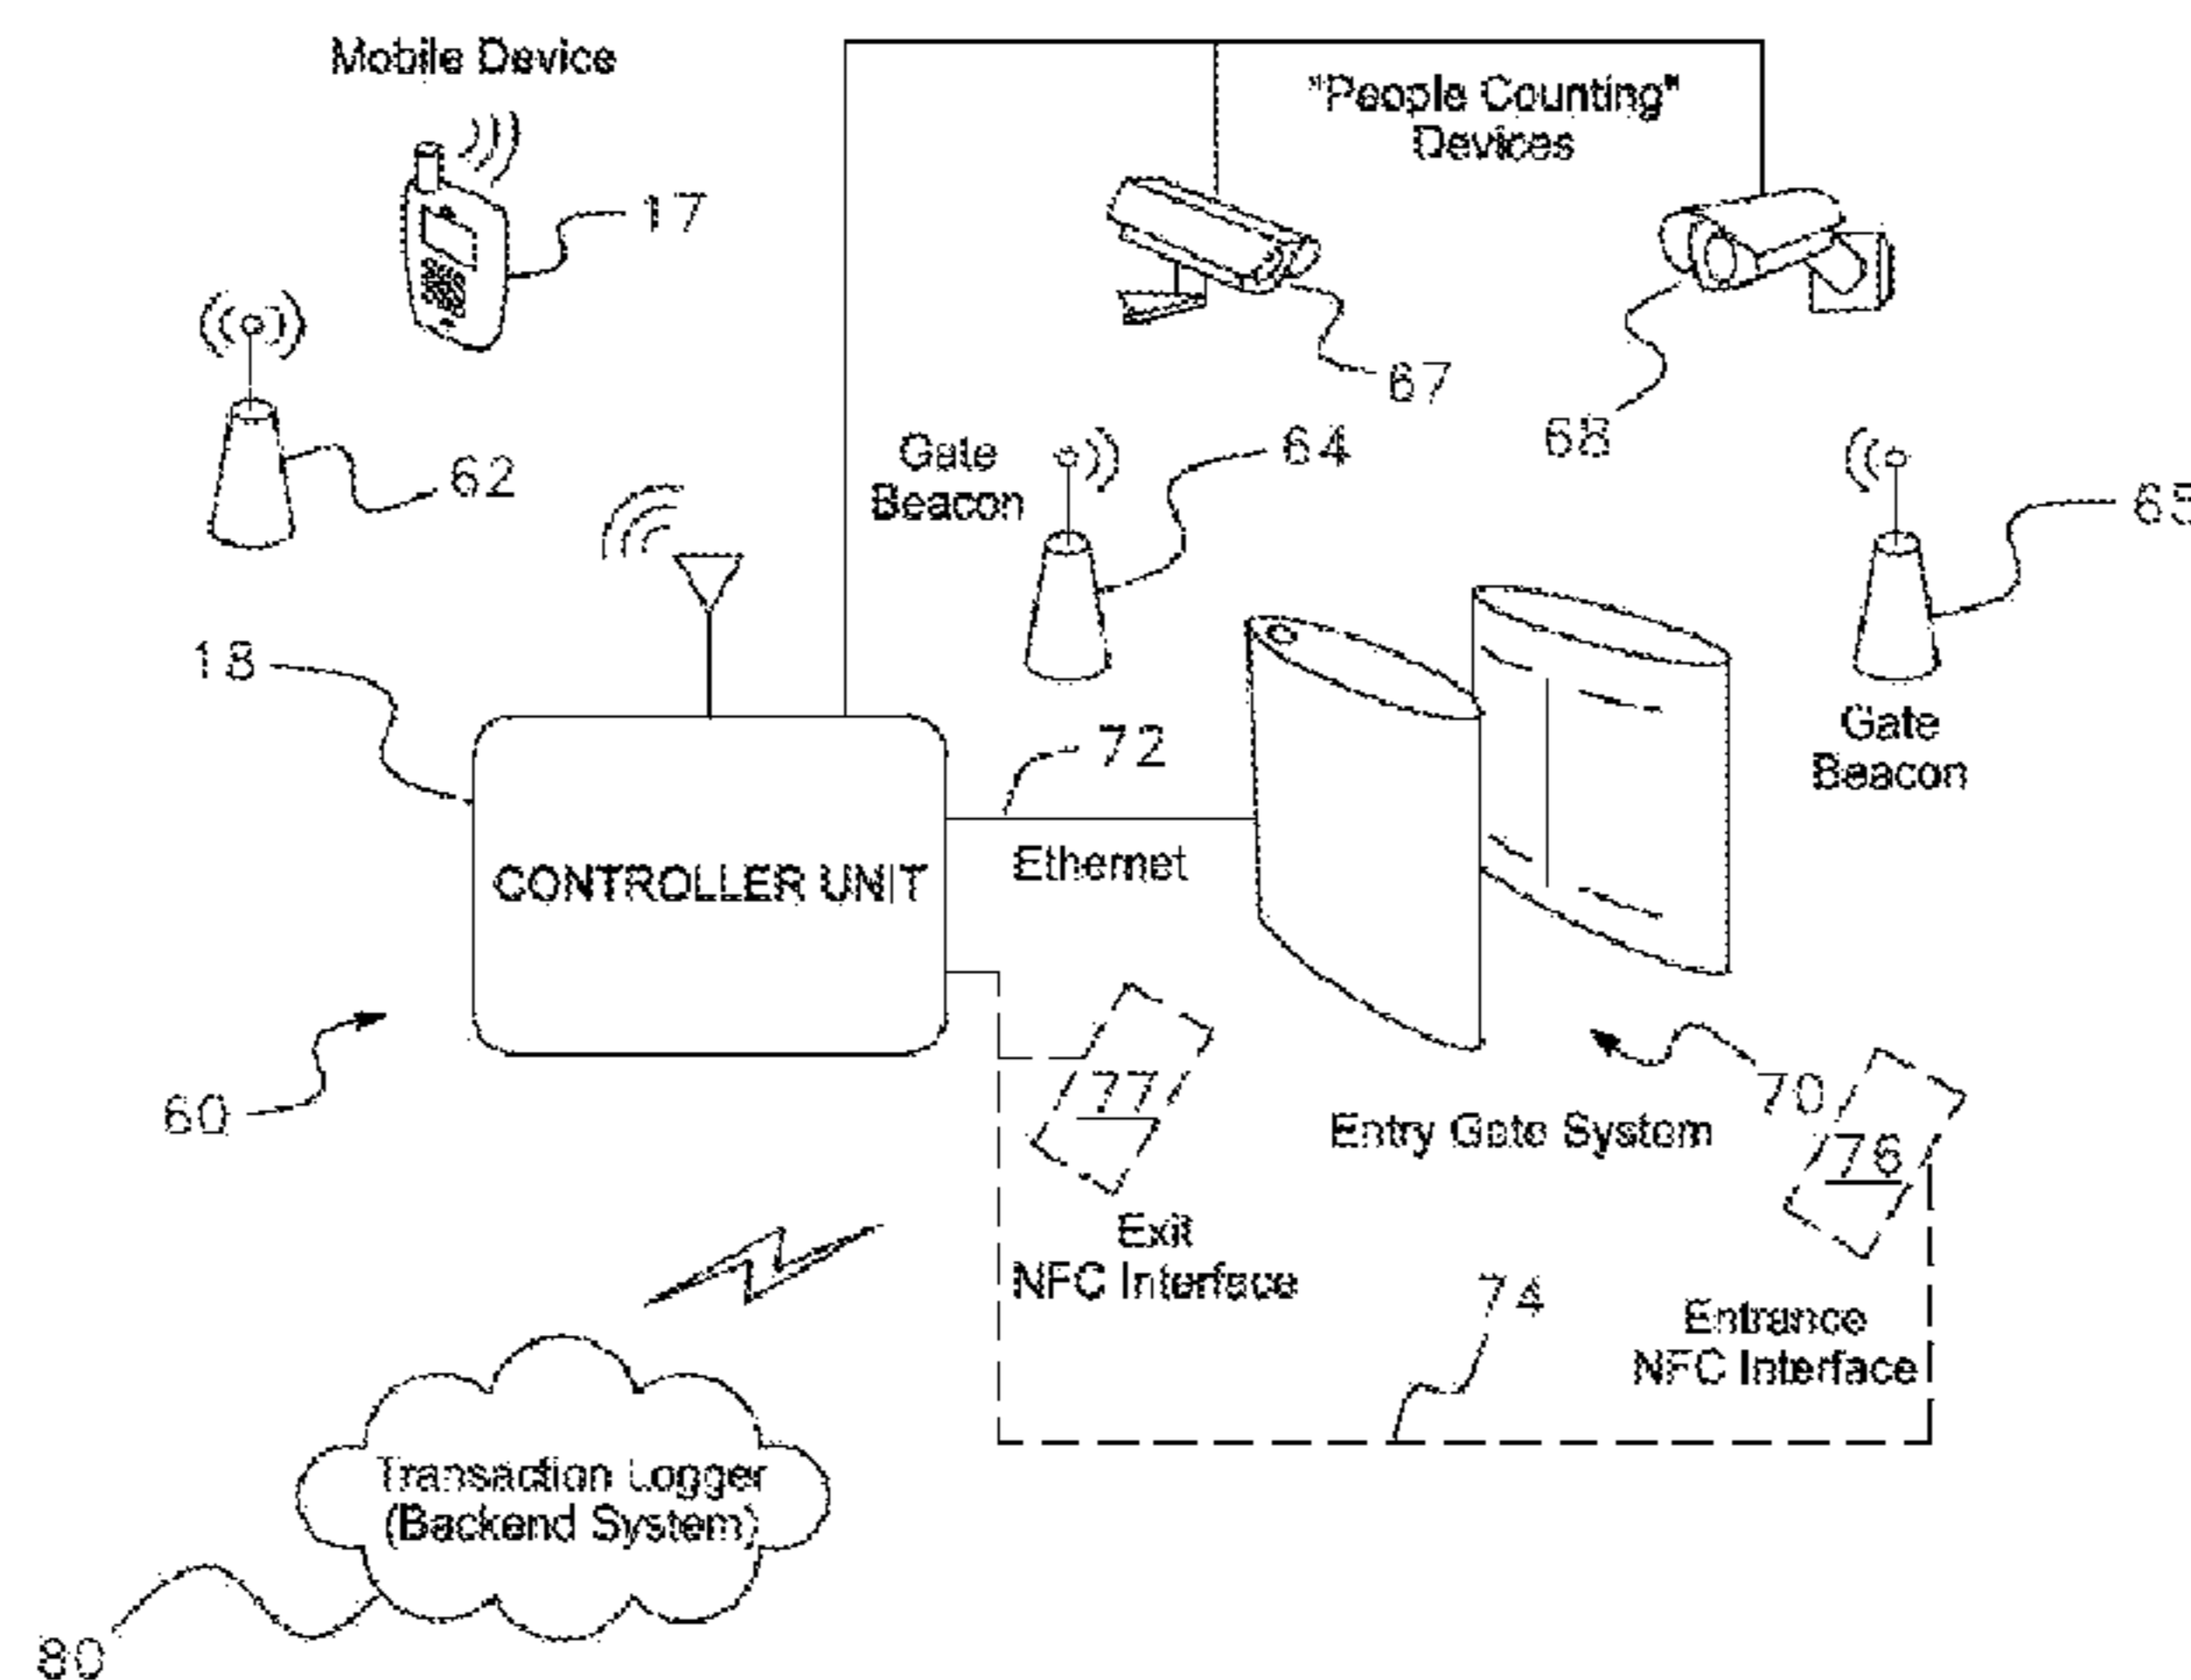 Mobile Device
"People Counting"
Devices
17
67
68
62
Gate
Beacon
64
65
18
72
Gate
Beacon
CONTROLLER UNIT
Ethernet
60
77
70
Entry Gate System
76
Exit
NFC Interface
74
Entrance
NFC Interface
Transaction Logger
(Backend System)
80